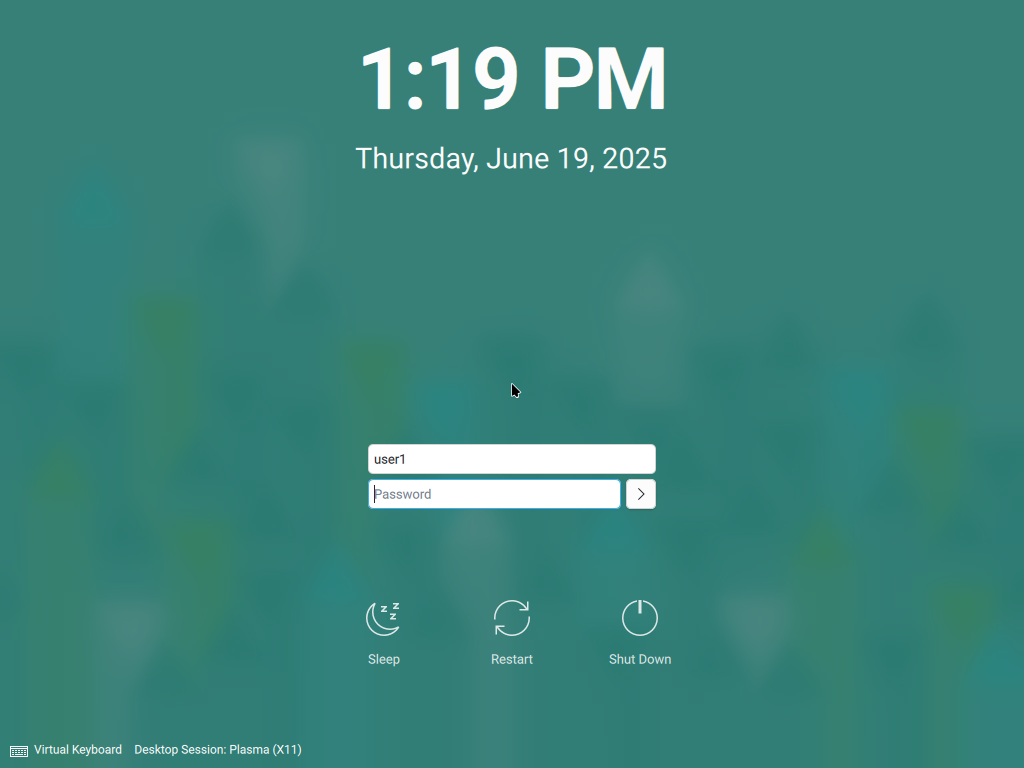 1:19 PM
Thursday, June 19, 2025
user1
Password
z z z
Sleep
Restart
Shut Down
Virtual Keyboard
Desktop Session: Plasma (X11)